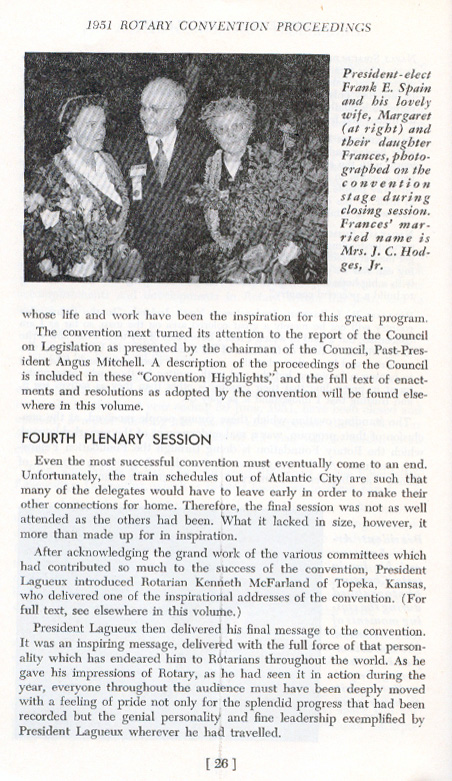 1951 ROTARY CONVENTION PROCEEDINGS
President-elect
Frank E. Spain
and his lovely
wife, Margaret
(at right) and
their daughter
Frances, photo-
graphed on the
convention
stage during
closing session.
Frances' mar-
ried name is
Mrs. J. C. Hod-
ges, Jr.
whose life and work have been the inspiration for this great program.
The convention next turned its attention to the report of the Council
on Legislation as presented by the chairman of the Council, Past-Pres-
ident Angus Mitchell. A description of the proceedings of the Council
is included in these "Convention Highlights," and the full text of enact-
ments and resolutions as adopted by the convention will be found else-
where in this volume.
FOURTH PLENARY SESSION
Even the most successful convention must eventually come to an end.
Unfortunately, the train schedules out of Atlantic City are such that
many of the delegates would have to leave early in order to make their
other connections for home. Therefore, the final session was not as well
attended as the others had been. What it lacked in size, however, it
more than made up for in inspiration.
After acknowledging the grand work of the various committees which
had contributed so much to the success of the convention, President
Lagueux introduced Rotarian Kenneth McFarland of Topeka, Kansas,
who delivered one of the inspirational addresses of the convention. (For
full text, see elsewhere in this volume.)
President Lagueux then delivered his final message to the convention.
It was an inspiring message, delivered with the full force of that person-
ality which has endeared him to Rotarians throughout the world. As he
gave his impressions of Rotary, as he had seen it in action during the
year, everyone throughout the audience must have been deeply moved
with a feeling of pride not only for the splendid progress that had been
recorded but the genial personality and fine leadership exemplified by
President Lagueux wherever he had travelled.
[ 26 ]